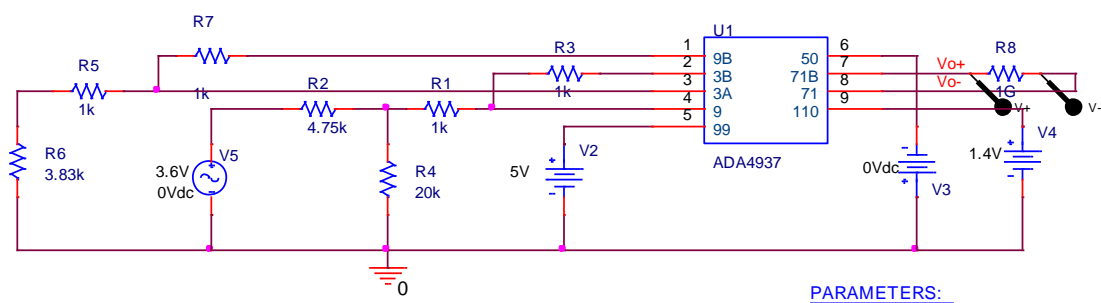 R7
1k
R5
1k
R6
3.83k
R2
4.75k
R1
1k
R3
1k
R4
20k
V5
3.6V
0Vdc
V2
5V
U1
1
2
3
4
5
9B
3B
3A
9
99
50
71B
71
110
6
7
8
9
ADA4937
Vo+
Vo-
R8
1G
V+
V-
0Vdc
V3
1.4V
V4
0
PARAMETERS: